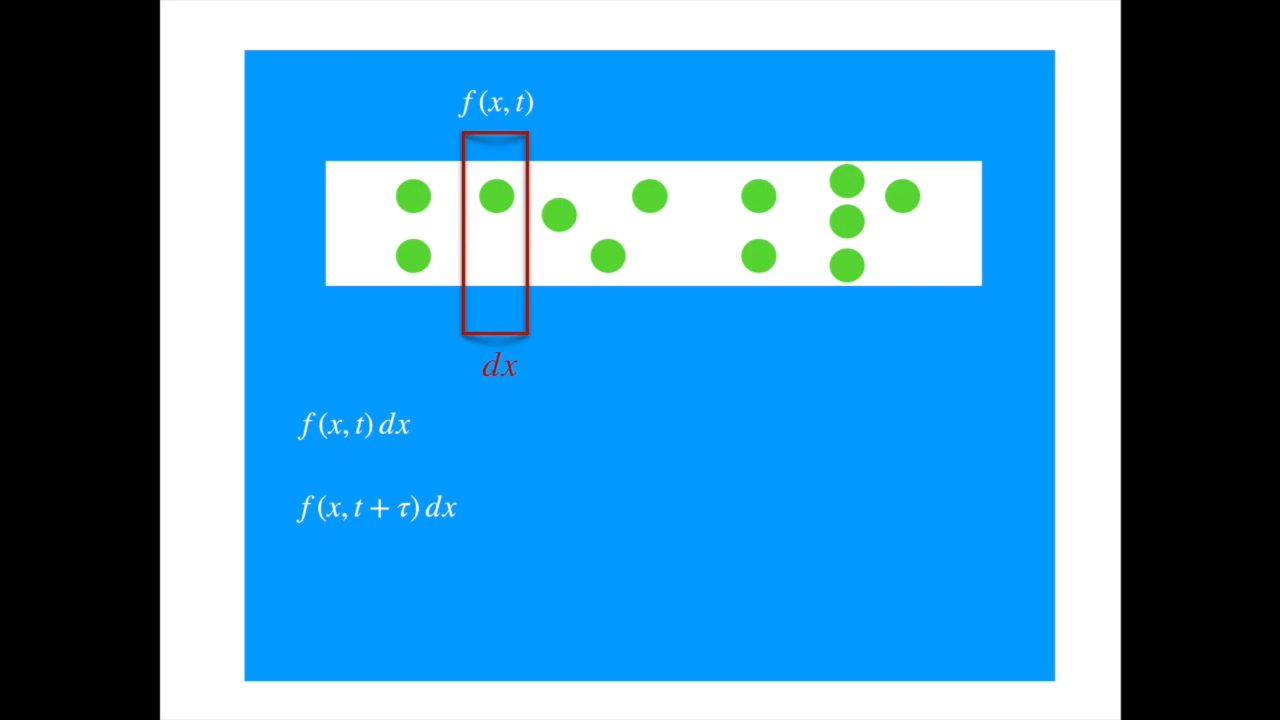 f(x, t)
dx
f(x, t) dx
f(x, t + τ) dx